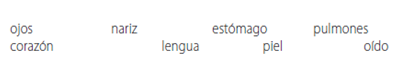 ojos nariz estómago pulmones
corazón lengua piel oído